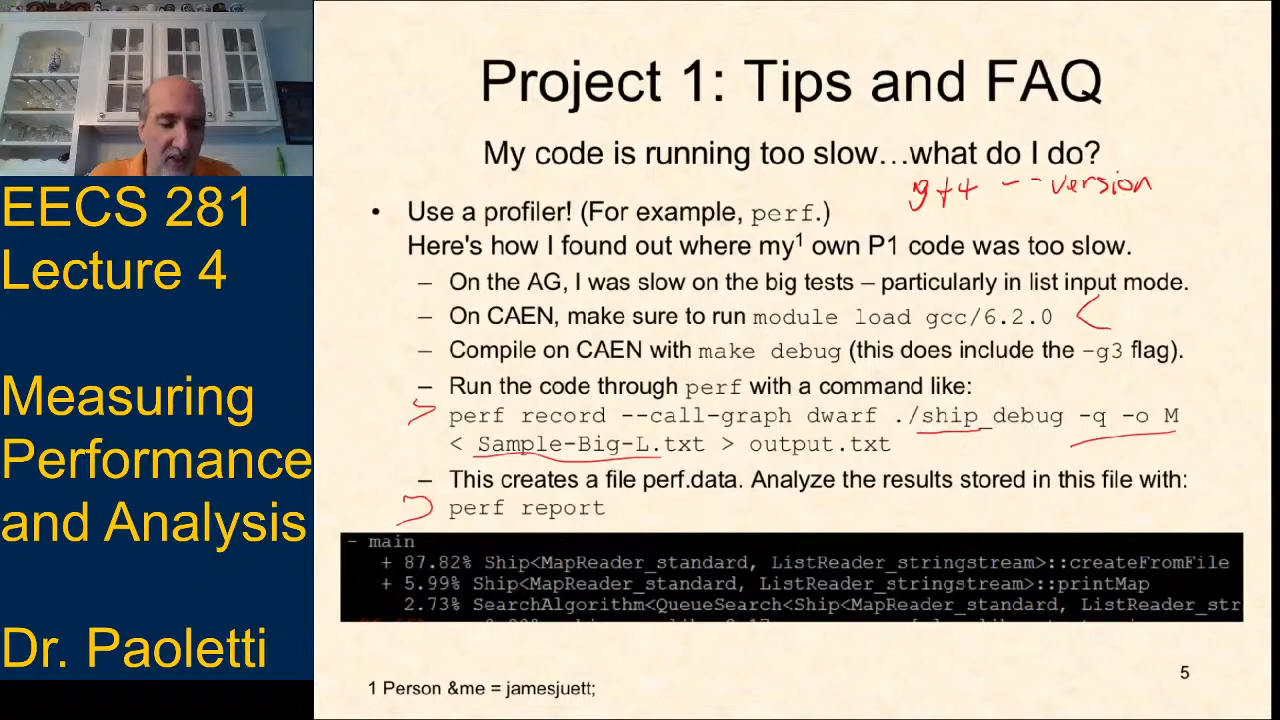 EECS 281
Lecture 4
Measuring
Performance
and Analysis
Dr. Paoletti
Project 1: Tips and FAQ
My code is running too slow…what do I do?
g++ --version
• Use a profiler! (For example, perf.)
Here's how I found out where my1 own P1 code was too slow.
– On the AG, I was slow on the big tests – particularly in list input mode.
– On CAEN, make sure to run module load gcc/6.2.0
– Compile on CAEN with make debug (this does include the -g3 flag).
– Run the code through perf with a command like:
perf record --call-graph dwarf ./ship_debug -q -o M
< Sample-Big-L.txt > output.txt
– This creates a file perf.data. Analyze the results stored in this file with:
perf report
- main
+ 87.82% Ship<MapReader_standard, ListReader_stringstream>::createFromFile
+ 5.99% Ship<MapReader_standard, ListReader_stringstream>::printMap
2.73% SearchAlgorithm<QueueSearch<Ship<MapReader_standard, ListReader_str
5
1 Person &me = jamesjuett;